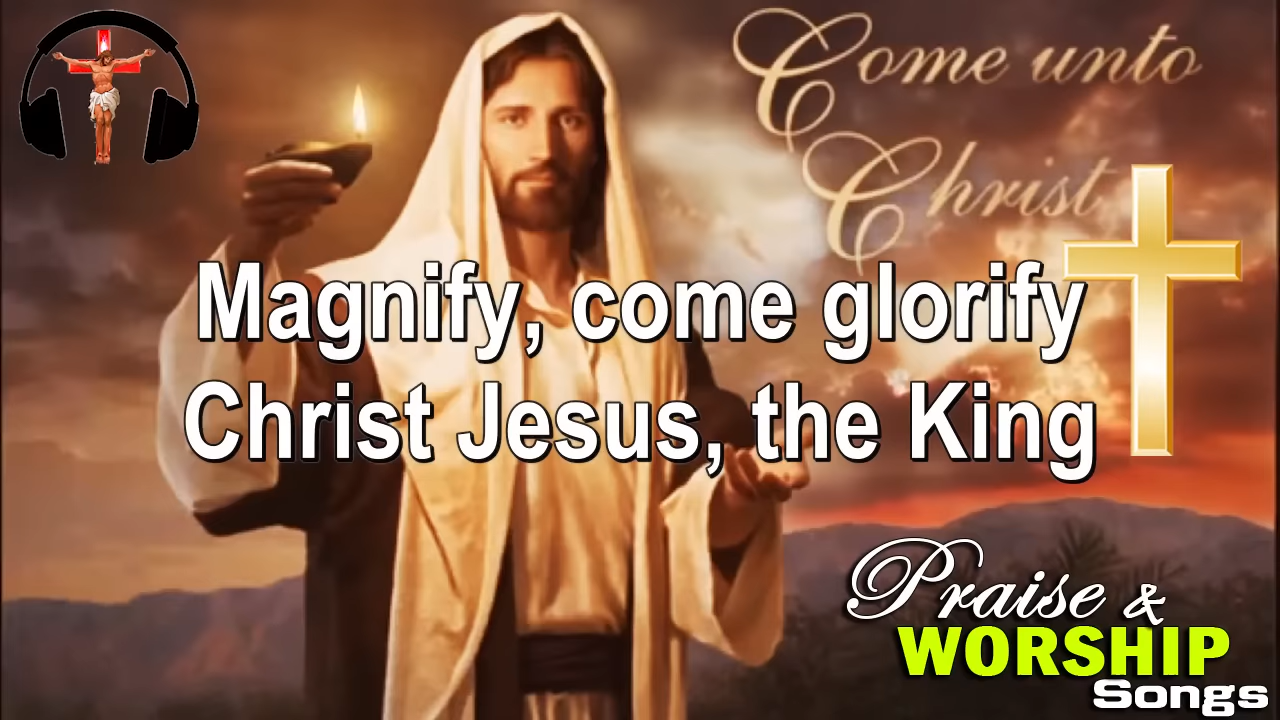 Come unto
Christ
Magnify, come glorify
Christ Jesus, the King
Praise &
WORSHIP
Songs